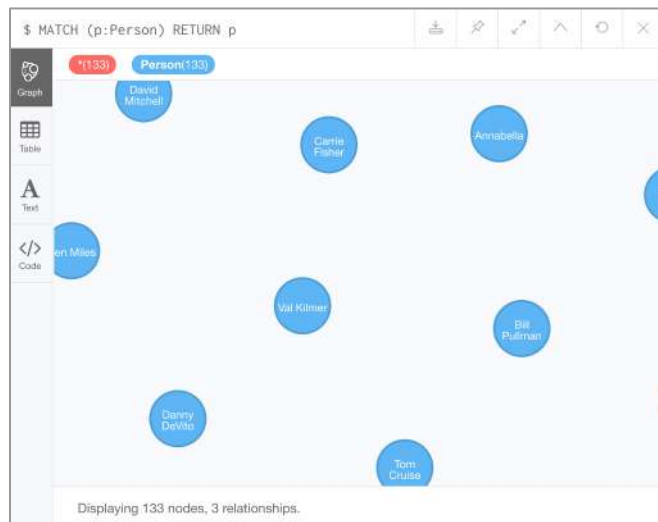 $ MATCH (p:Person) RETURN p
*(133) Person(133)
Graph
Table
A
Text
</>
Code
David
Mitchell
Carrie
Fisher
Annabella
en Miles
Val Kilmer
Bill
Pullman
Danny
DeVito
Tom
Cruise
Displaying 133 nodes, 3 relationships.